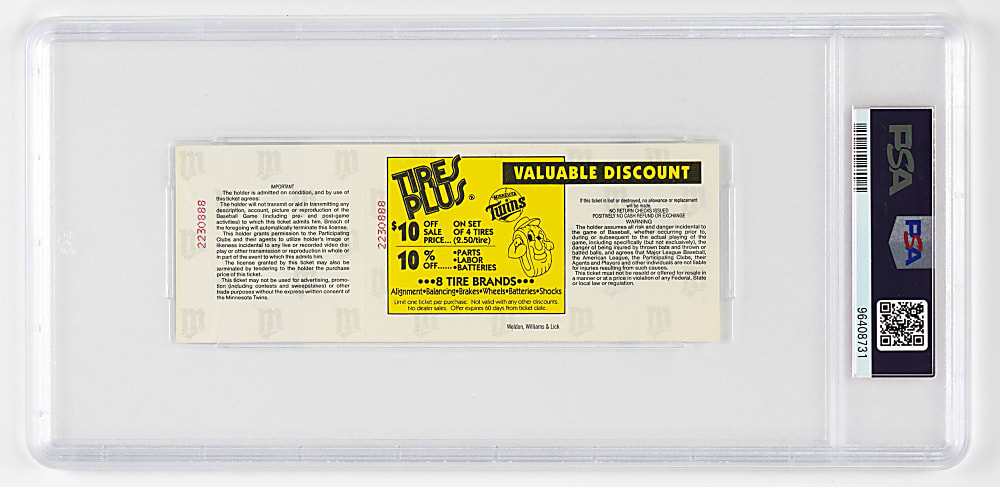 IMPORTANT
The holder is admitted on condition, and by use of
this ticket agrees:
The holder will not transmit or aid in transmitting any
description, account, picture or reproduction of the
Baseball Game (including pre- and post-game
activities) to which this ticket admits him. Breach of
the foregoing will automatically terminate this license.
The holder grants permission to the Participating
Clubs and their agents to utilize holder's image or
likeness incidental to any live or recorded video dis-
play or other transmission or reproduction in whole or
in part of the event to which this admits him.
The license granted by this ticket may also be
terminated by tendering to the holder the purchase
price of this ticket.
This ticket may not be used for advertising, promo-
tion (including contests and sweepstakes) or other
trade purposes without the express written consent of
the Minnesota Twins.
2230888
2230888
TIRES
PLUS®
VALUABLE DISCOUNT
MINNESOTA
Twins
$10 OFF SALE PRICE... ON SET OF 4 TIRES (2.50/tire)
10% OFF..... •PARTS •LABOR •BATTERIES
•••8 TIRE BRANDS•••
Alignment•Balancing•Brakes•Wheels•Batteries•Shocks
Limit one ticket per purchase. Not valid with any other discounts.
No dealer sales. Offer expires 60 days from ticket date.
If this ticket is lost or destroyed, no allowance or replacement
will be made.
NO RETURN CHECKS ISSUED
POSITIVELY NO CASH REFUND OR EXCHANGE
WARNING
The holder assumes all risk and danger incidental to
the game of Baseball, whether occurring prior to,
during or subsequent to the actual playing of the
game, including specifically (but not exclusively), the
danger of being injured by thrown bats and thrown or
batted balls, and agrees that Major League Baseball,
the American League, the Participating Clubs, their
Agents and Players and other individuals are not liable
for injuries resulting from such causes.
This ticket must not be resold or offered for resale in
a manner or at a price in violation of any Federal, State
or local law or regulation.
Weldon, Williams & Lick
PSA
PSA
96408731